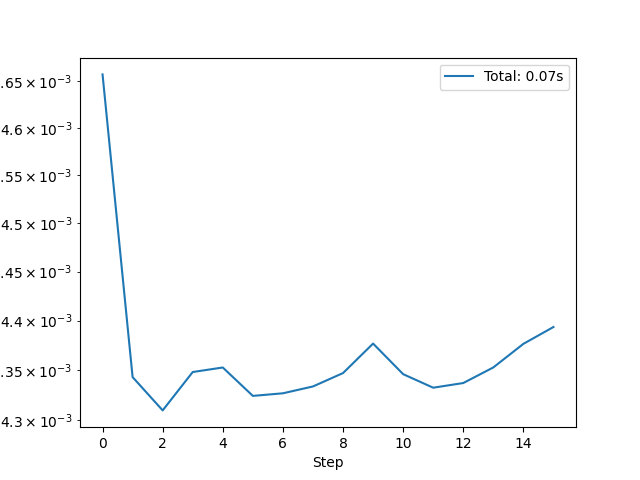 Total: 0.07s
.65 × 10⁻³
4.6 × 10⁻³
.55 × 10⁻³
4.5 × 10⁻³
.45 × 10⁻³
4.4 × 10⁻³
.35 × 10⁻³
4.3 × 10⁻³
0 2 4 6 8 10 12 14
Step